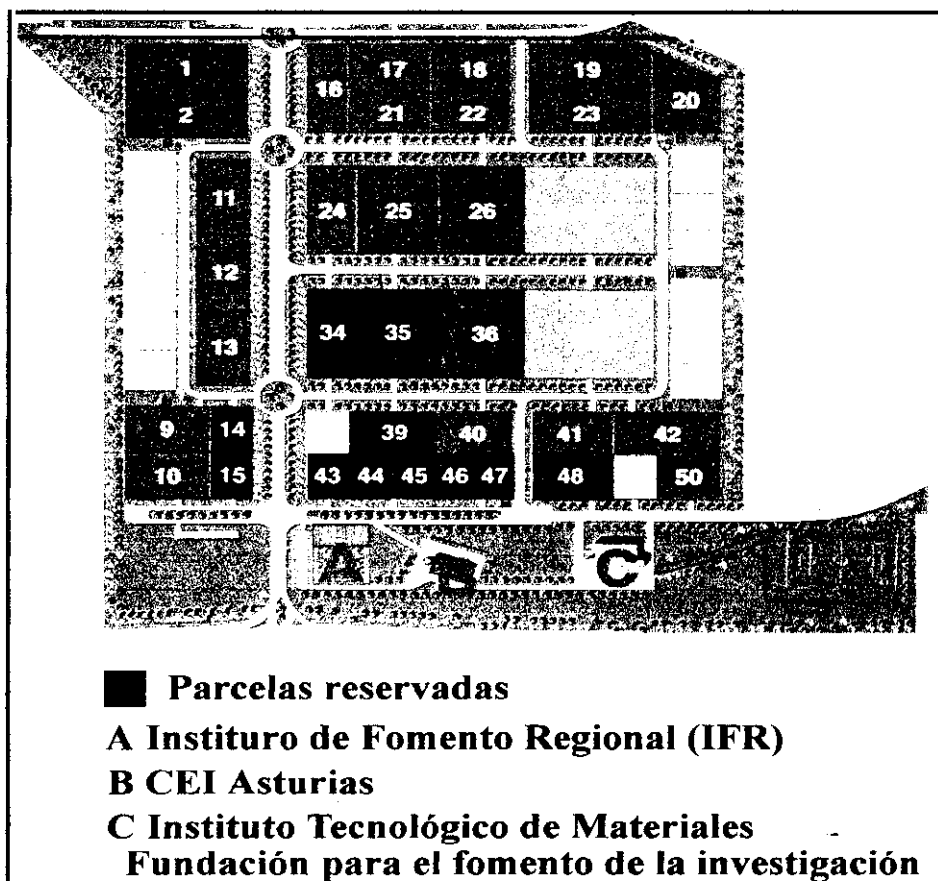 1 17 18 19
16
2 21 22 23 20
11 24 25 26
12
13 34 35 36
9 14 39 40 41 42
10 15 43 44 45 46 47 48 50
A C
Parcelas reservadas
A Instituro de Fomento Regional (IFR)
B CEI Asturias
C Instituto Tecnológico de Materiales
Fundación para el fomento de la investigación